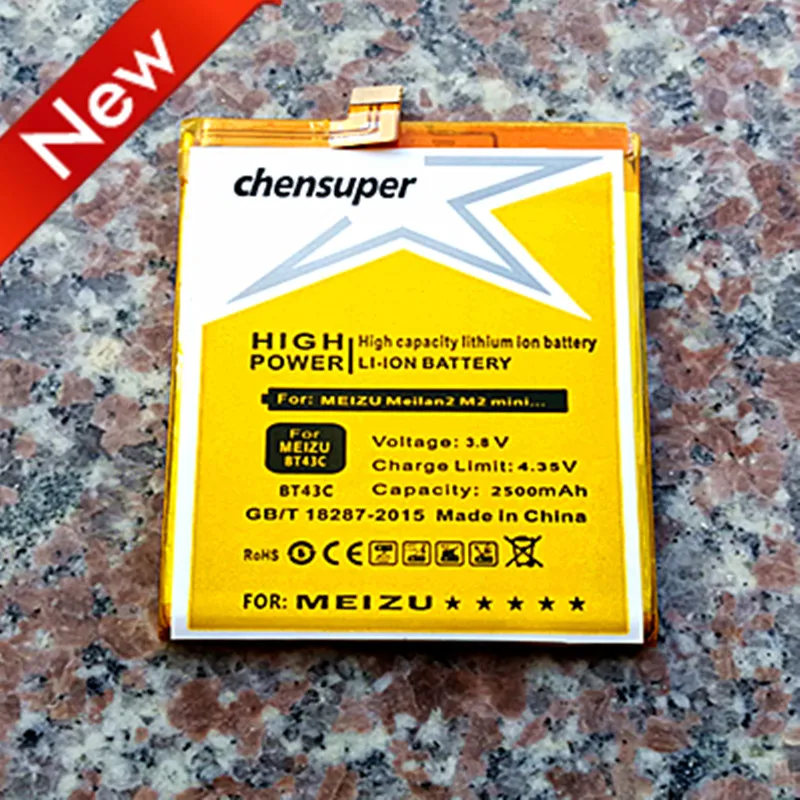 New
chensuper
HIGH POWER
High capacity lithium ion battery
LI-ION BATTERY
For: MEIZU Meilan2 M2 mini...
For
MEIZU
BT43C
BT43C
Voltage: 3.8 V
Charge Limit: 4.35V
Capacity: 2500mAh
GB/T 18287-2015 Made In China
RoHS CE
FOR: MEIZU ★ ★ ★ ★ ★